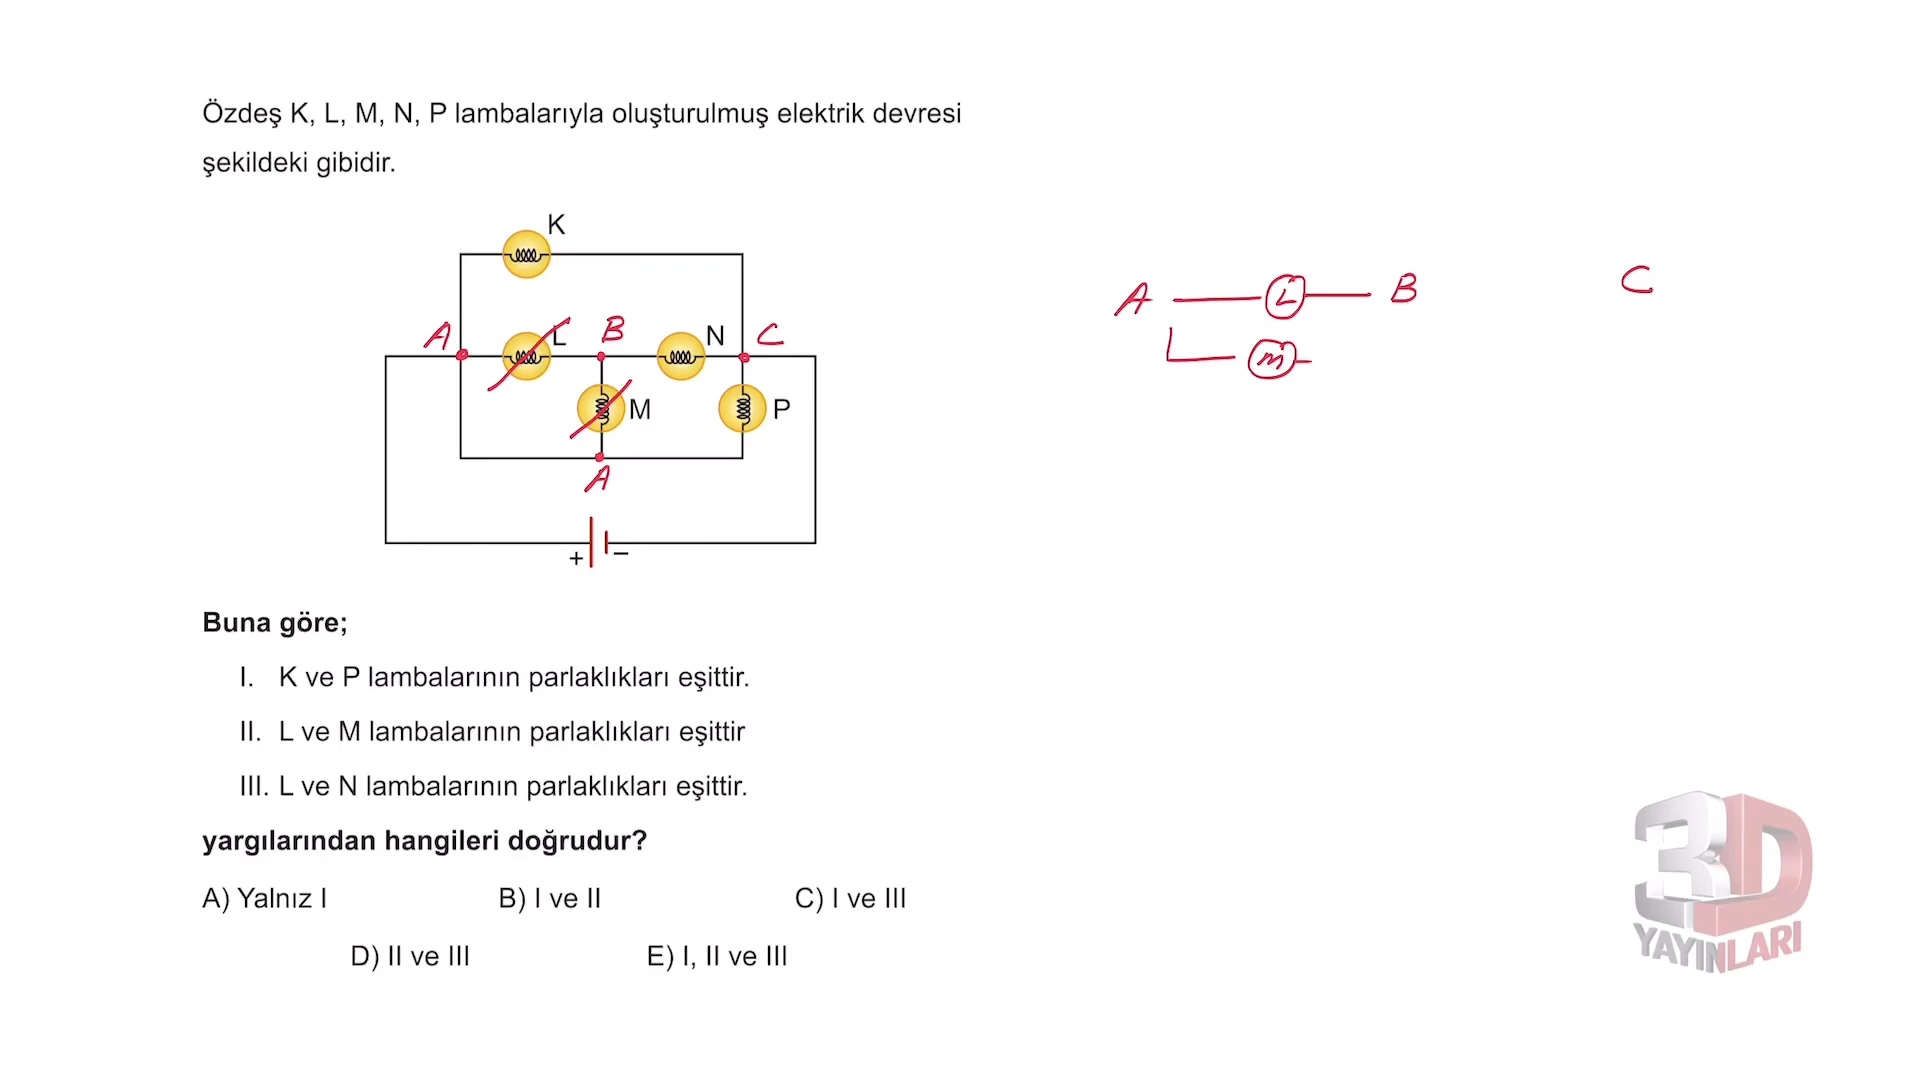 Özdeş K, L, M, N, P lambalarıyla oluşturulmuş elektrik devresi
şekildeki gibidir.
K
A L B N C
M P
A
+ −
A L B C
m
Buna göre;
I. K ve P lambalarının parlaklıkları eşittir.
II. L ve M lambalarının parlaklıkları eşittir
III. L ve N lambalarının parlaklıkları eşittir.
yargılarından hangileri doğrudur?
A) Yalnız I B) I ve II C) I ve III
D) II ve III E) I, II ve III
3D
YAYINLARI